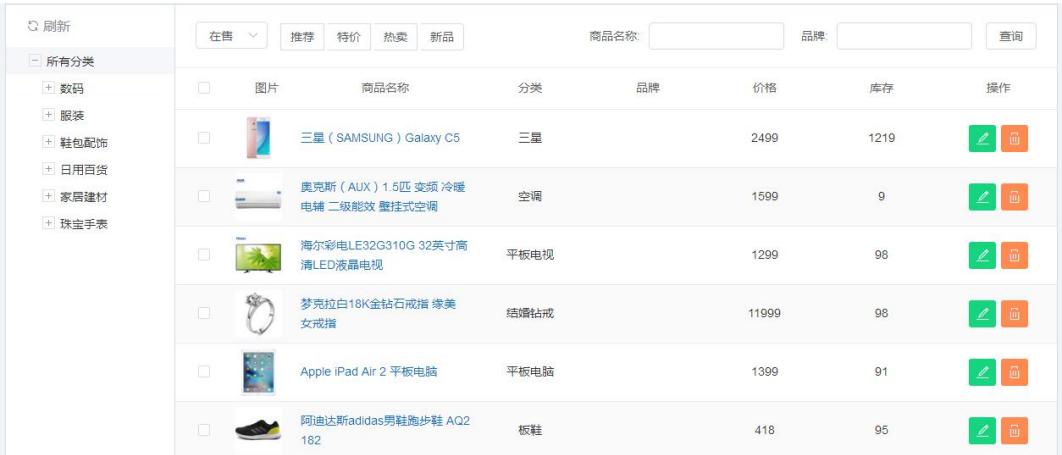 刷新
所有分类
数码
服装
鞋包配饰
日用百货
家居建材
珠宝手表
在售 推荐 特价 热卖 新品 商品名称: 品牌: 查询
图片 商品名称 分类 品牌 价格 库存 操作
三星（SAMSUNG）Galaxy C5 三星 2499 1219
奥克斯（AUX）1.5匹 变频 冷暖
电辅 二级能效 壁挂式空调 空调 1599 9
海尔彩电LE32G310G 32英寸高
清LED液晶电视 平板电视 1299 98
梦克拉白18K金钻石戒指 缘美
女戒指 结婚钻戒 11999 98
Apple iPad Air 2 平板电脑 平板电脑 1399 91
阿迪达斯adidas男鞋跑步鞋 AQ2
182 板鞋 418 95